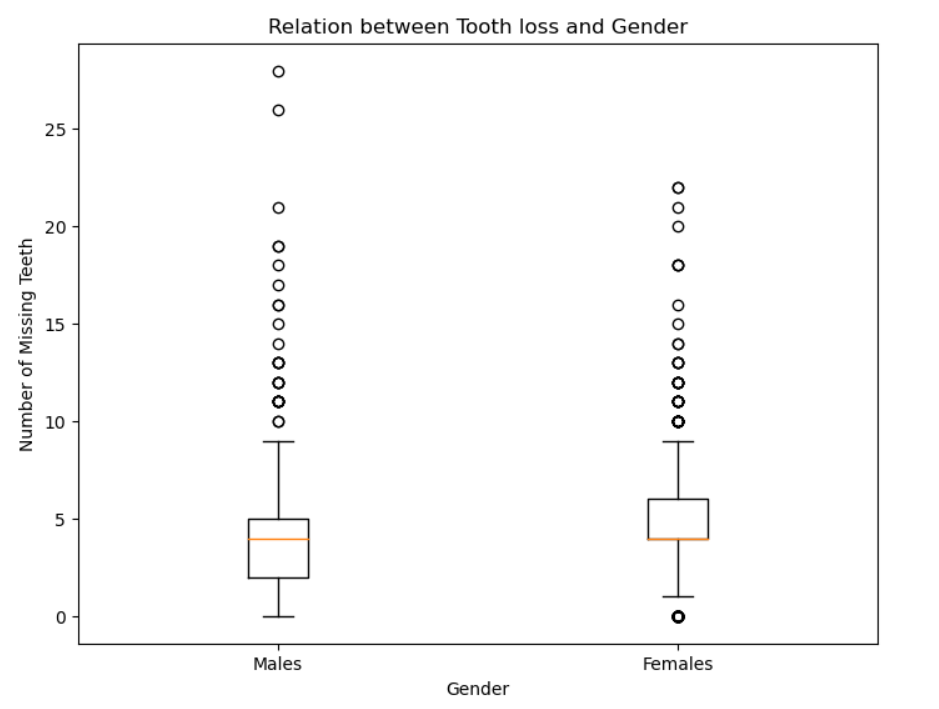 Relation between Tooth loss and Gender
Number of Missing Teeth
25
20
15
10
5
0
Males Females
Gender